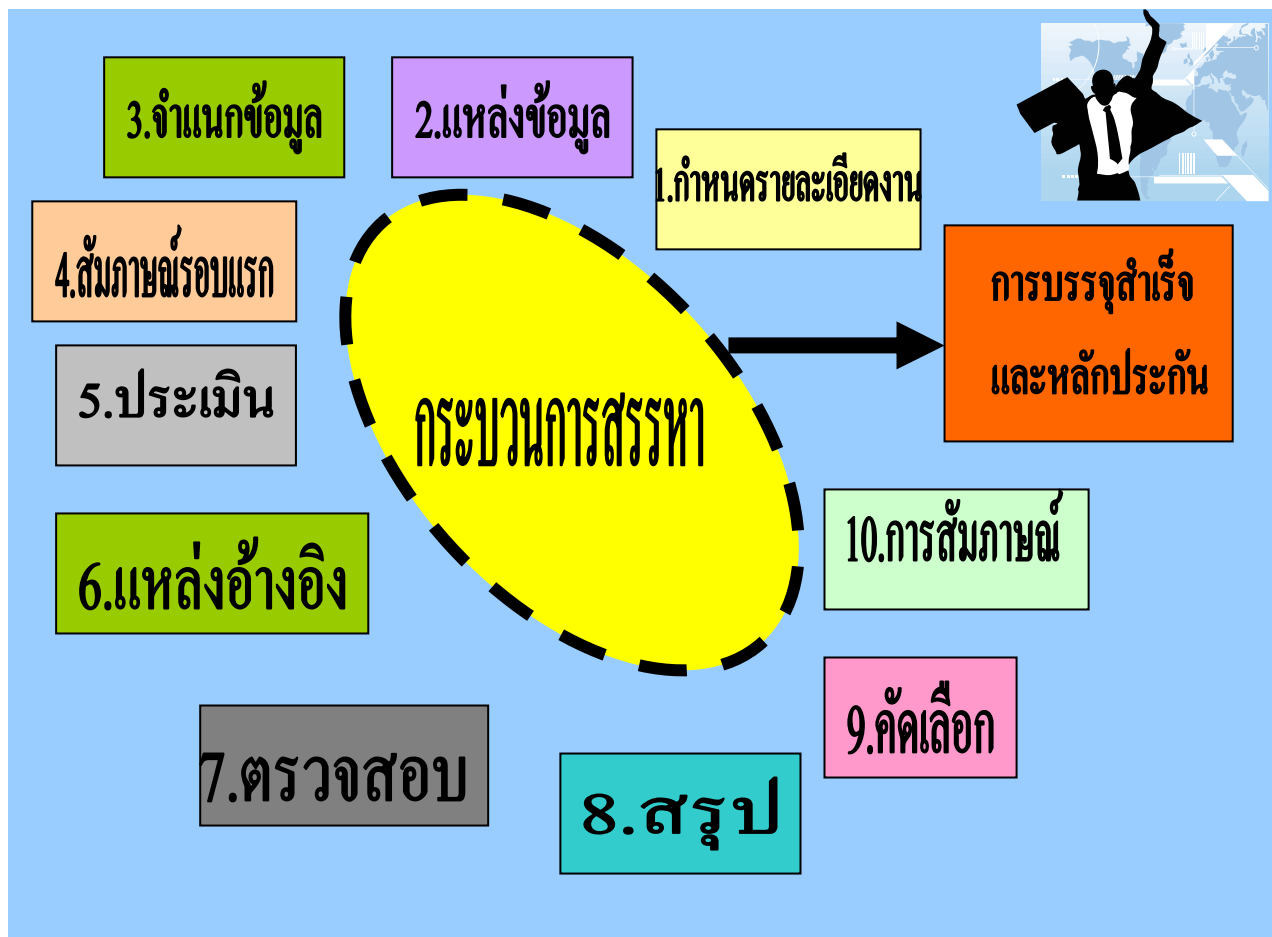 กระบวนการสรรหา
1.กำหนดรายละเอียดงาน
2.แหล่งข้อมูล
3.จำแนกข้อมูล
4.สัมภาษณ์รอบแรก
5.ประเมิน
6.แหล่งอ้างอิง
7.ตรวจสอบ
8.สรุป
9.คัดเลือก
10.การสัมภาษณ์
การบรรจุสำเร็จ
และหลักประกัน